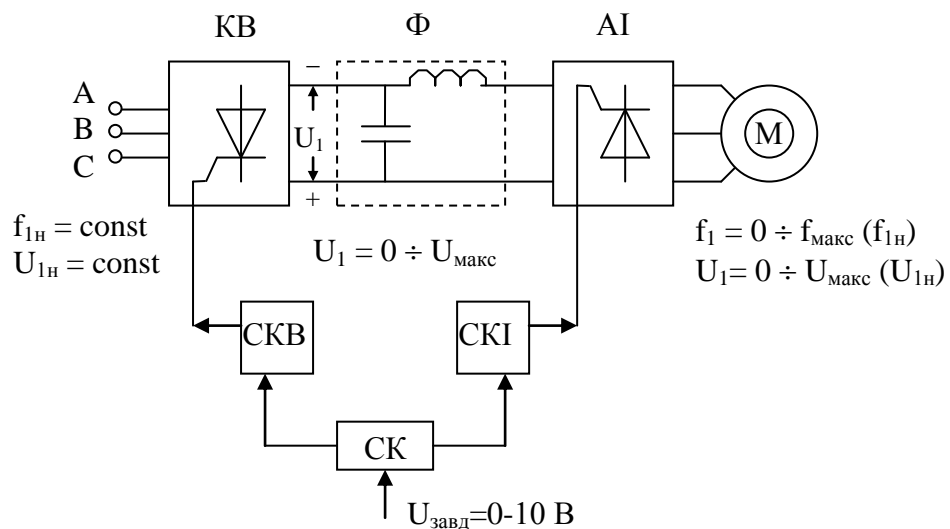 КВ Ф АІ
А
В
С
–
U₁
+
М
f₁н = const
U₁н = const
U₁ = 0 ÷ Uмакс
f₁ = 0 ÷ fмакс (f₁н)
U₁= 0 ÷ Uмакс (U₁н)
СКВ СКІ
СК
Uзавд=0-10 В